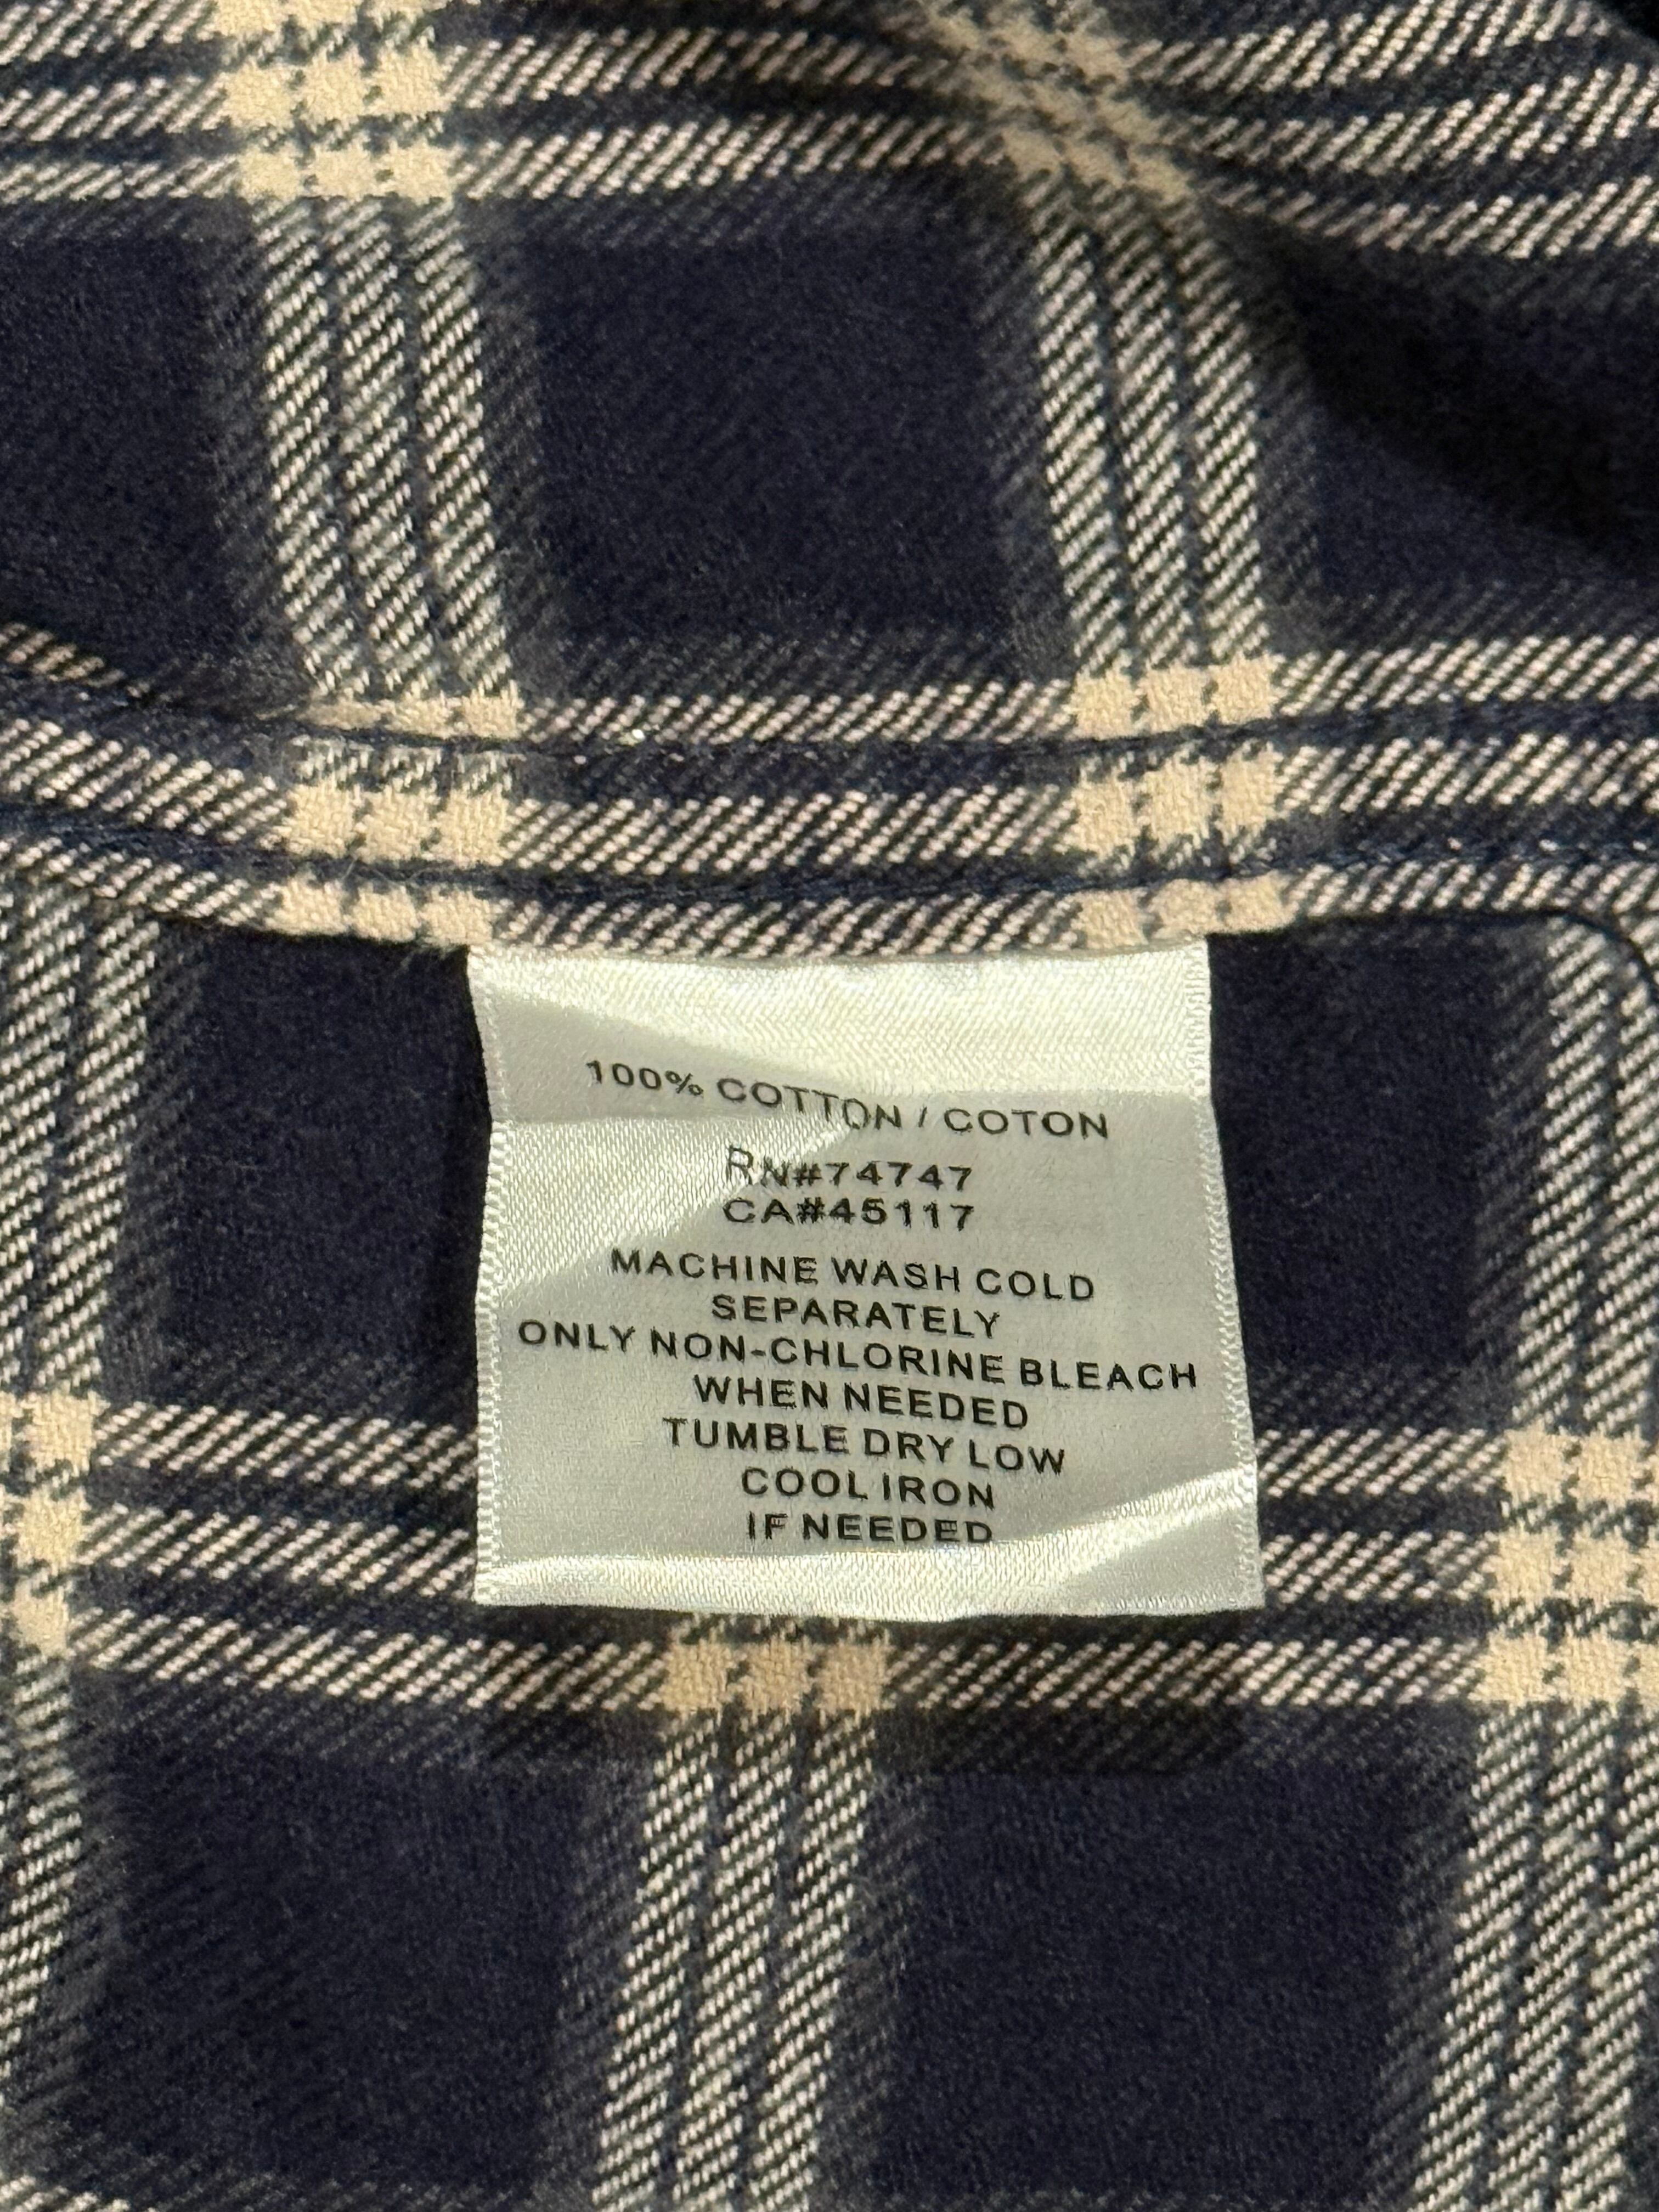 100% COTTON / COTON
RN#74747
CA#45117
MACHINE WASH COLD
SEPARATELY
ONLY NON-CHLORINE BLEACH
WHEN NEEDED
TUMBLE DRY LOW
COOL IRON
IF NEEDED